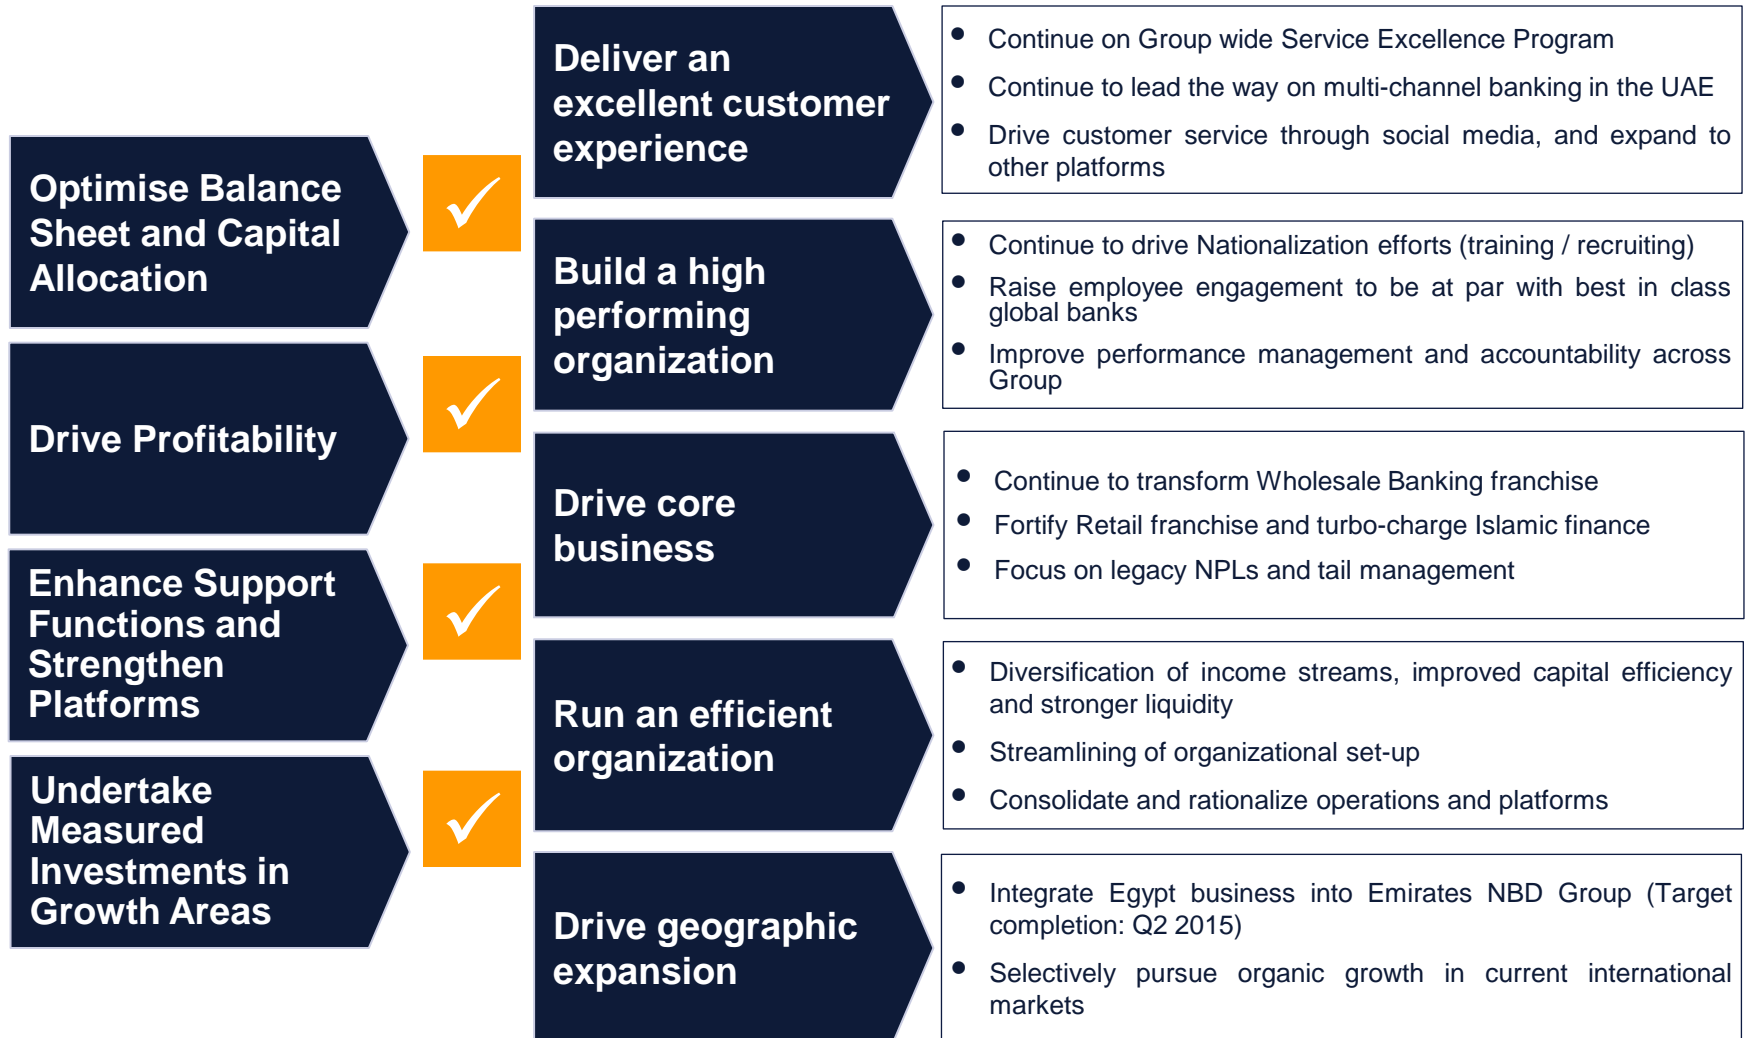 Optimise Balance
Sheet and Capital
Allocation
Drive Profitability
Enhance Support
Functions and
Strengthen
Platforms
Undertake
Measured
Investments in
Growth Areas
Deliver an
excellent customer
experience
• Continue on Group wide Service Excellence Program
• Continue to lead the way on multi-channel banking in the UAE
• Drive customer service through social media, and expand to
other platforms
Build a high
performing
organization
• Continue to drive Nationalization efforts (training / recruiting)
• Raise employee engagement to be at par with best in class
global banks
• Improve performance management and accountability across
Group
Drive core
business
• Continue to transform Wholesale Banking franchise
• Fortify Retail franchise and turbo-charge Islamic finance
• Focus on legacy NPLs and tail management
Run an efficient
organization
• Diversification of income streams, improved capital efficiency
and stronger liquidity
• Streamlining of organizational set-up
• Consolidate and rationalize operations and platforms
Drive geographic
expansion
• Integrate Egypt business into Emirates NBD Group (Target
completion: Q2 2015)
• Selectively pursue organic growth in current international
markets